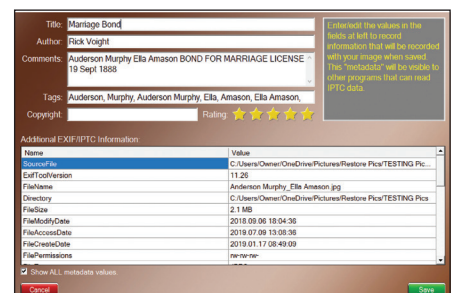 Title: Marriage Bond
Author: Rick Voight
Comments: Auderson Murphy Ella Amason BOND FOR MARRIAGE LICENSE
19 Sept 1888
Tags: Auderson, Murphy, Auderson Murphy, Ella, Amason, Ella Amason,
Copyright: Rating:
Enter/edit the values in the
fields at left to record
information that will be recorded
with your image when saved.
This "metadata" will be visible to
other programs that can read
IPTC data.
Additional EXIF/IPTC Information:
Name Value
SourceFile C:/Users/Owner/OneDrive/Pictures/Restore Pics/TESTING Pic...
ExifToolVersion 11.26
FileName Anderson Murphy_Ella Amason.jpg
Directory C:/Users/Owner/OneDrive/Pictures/Restore Pics/TESTING Pics
FileSize 2.1 MB
FileModifyDate 2018.09.06 18:04:36
FileAccessDate 2019.07.09 13:08:36
FileCreateDate 2019.01.17 08:49:09
FilePermissions rw-rw-rw-
Show ALL metadata values.
Cancel Save